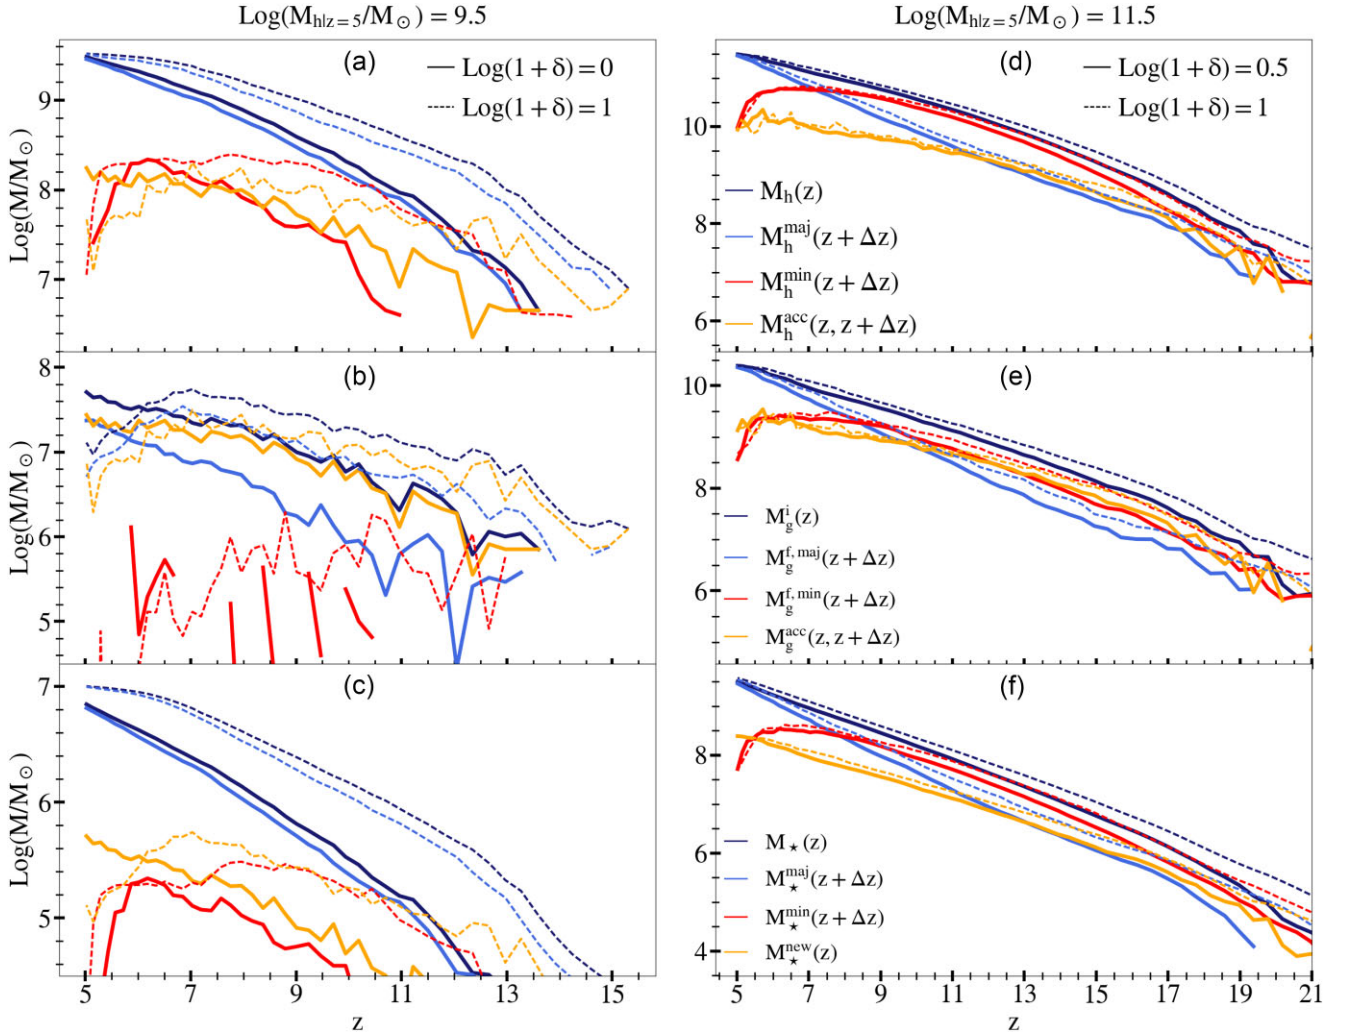 Log(M_h|z=5/M_⊙) = 9.5
Log(M_h|z=5/M_⊙) = 11.5
(a)
Log(1+δ)=0
Log(1+δ)=1
Log(M/M_⊙)
9
8
7
(d)
Log(1+δ)=0.5
Log(1+δ)=1
10
8
6
M_h(z)
M_h^maj(z+Δz)
M_h^min(z+Δz)
M_h^acc(z, z+Δz)
(b)
Log(M/M_⊙)
8
7
6
5
(e)
10
8
6
M_g^i(z)
M_g^f, maj(z+Δz)
M_g^f, min(z+Δz)
M_g^acc(z, z+Δz)
(c)
Log(M/M_⊙)
7
6
5
5 7 9 11 13 15
z
(f)
8
6
4
M_⋆(z)
M_⋆^maj(z+Δz)
M_⋆^min(z+Δz)
M_⋆^new(z)
5 7 9 11 13 15 17 19 21
z